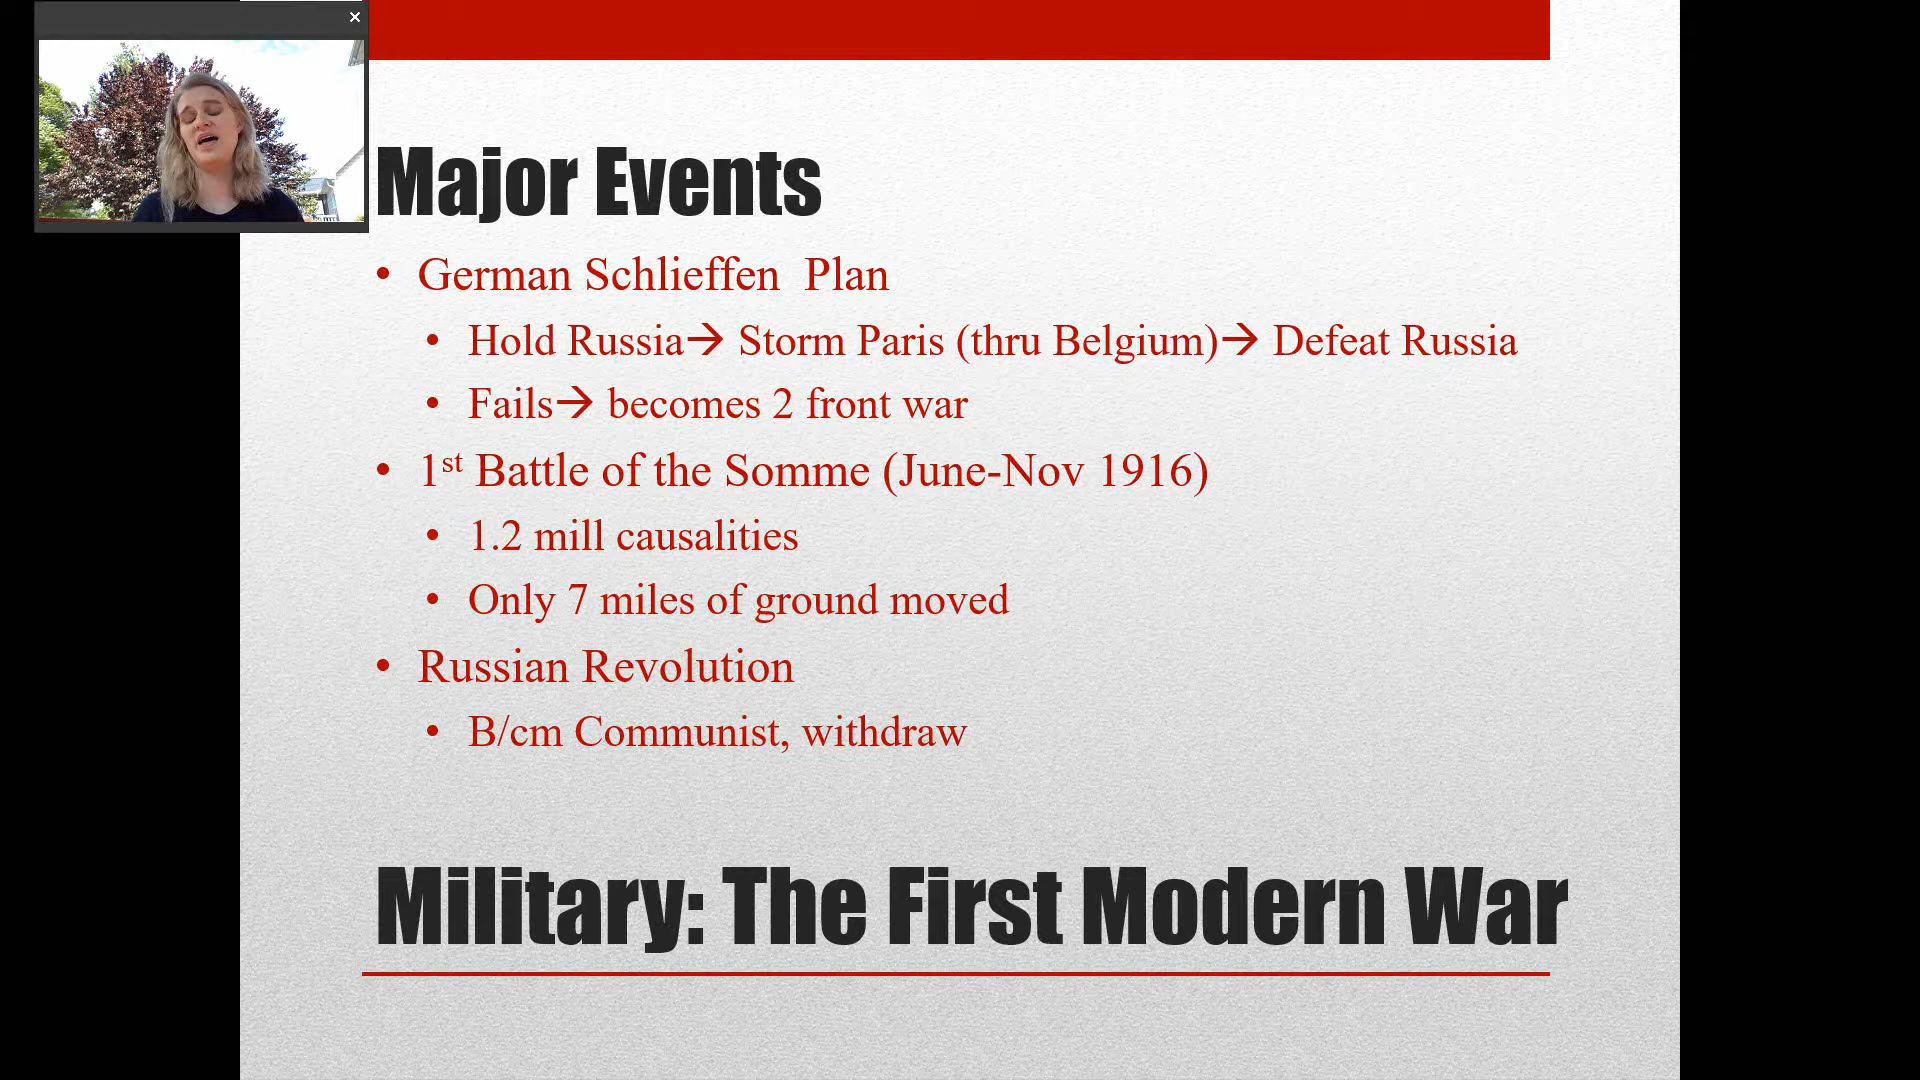 Major Events
• German Schlieffen  Plan
• Hold Russia→ Storm Paris (thru Belgium)→ Defeat Russia
• Fails→ becomes 2 front war
• 1st Battle of the Somme (June-Nov 1916)
• 1.2 mill causalities
• Only 7 miles of ground moved
• Russian Revolution
• B/cm Communist, withdraw
Military: The First Modern War